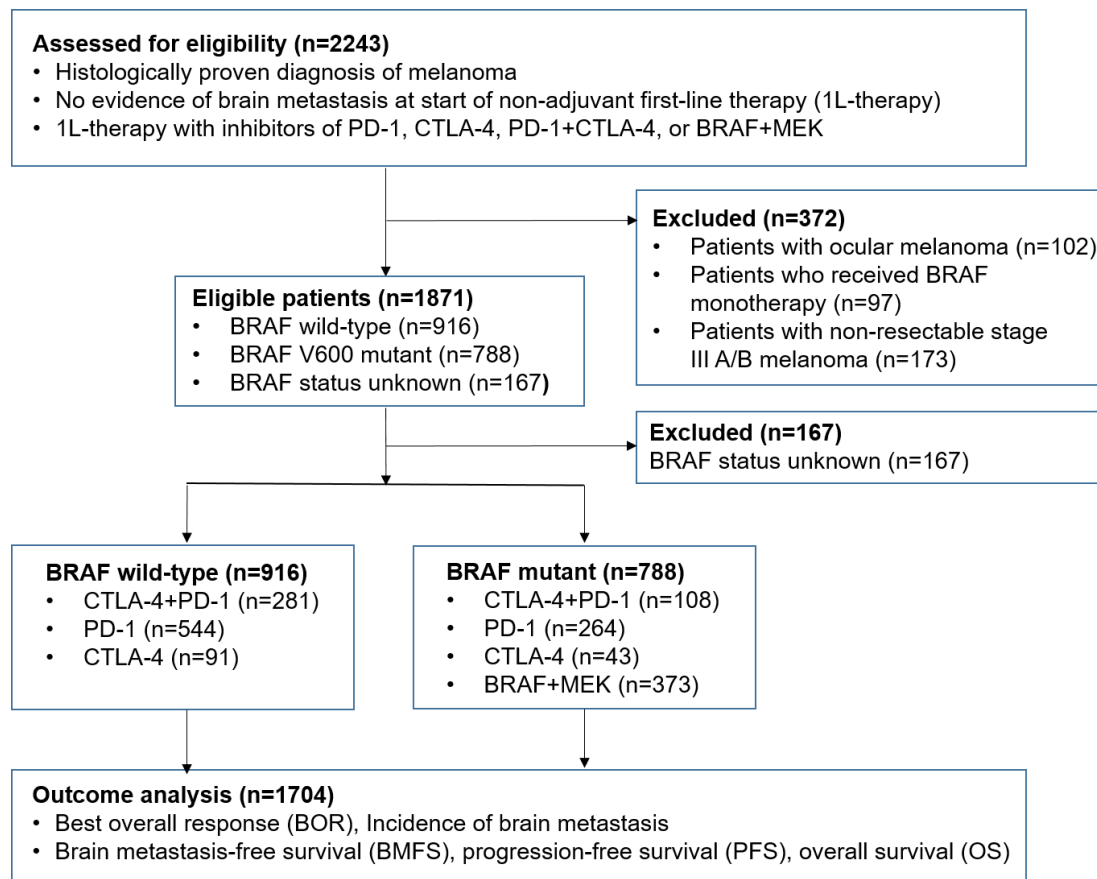 Assessed for eligibility (n=2243)
• Histologically proven diagnosis of melanoma
• No evidence of brain metastasis at start of non-adjuvant first-line therapy (1L-therapy)
• 1L-therapy with inhibitors of PD-1, CTLA-4, PD-1+CTLA-4, or BRAF+MEK
Excluded (n=372)
• Patients with ocular melanoma (n=102)
• Patients who received BRAF
monotherapy (n=97)
• Patients with non-resectable stage
III A/B melanoma (n=173)
Eligible patients (n=1871)
• BRAF wild-type (n=916)
• BRAF V600 mutant (n=788)
• BRAF status unknown (n=167)
Excluded (n=167)
BRAF status unknown (n=167)
BRAF wild-type (n=916)
• CTLA-4+PD-1 (n=281)
• PD-1 (n=544)
• CTLA-4 (n=91)
BRAF mutant (n=788)
• CTLA-4+PD-1 (n=108)
• PD-1 (n=264)
• CTLA-4 (n=43)
• BRAF+MEK (n=373)
Outcome analysis (n=1704)
• Best overall response (BOR), Incidence of brain metastasis
• Brain metastasis-free survival (BMFS), progression-free survival (PFS), overall survival (OS)